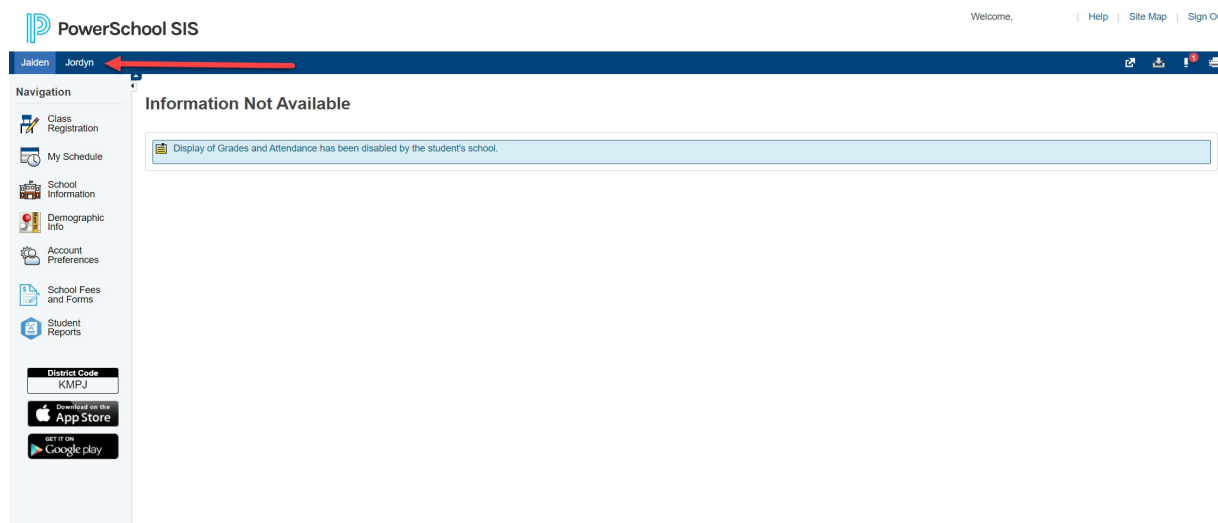 PowerSchool SIS
Welcome, | Help | Site Map | Sign O
Jaiden Jordyn
1
Navigation
Information Not Available
Class
Registration
Display of Grades and Attendance has been disabled by the student's school.
My Schedule
School
Information
Demographic
Info
Account
Preferences
School Fees
and Forms
Student
Reports
District Code
KMPJ
Download on the
App Store
GET IT ON
Google play